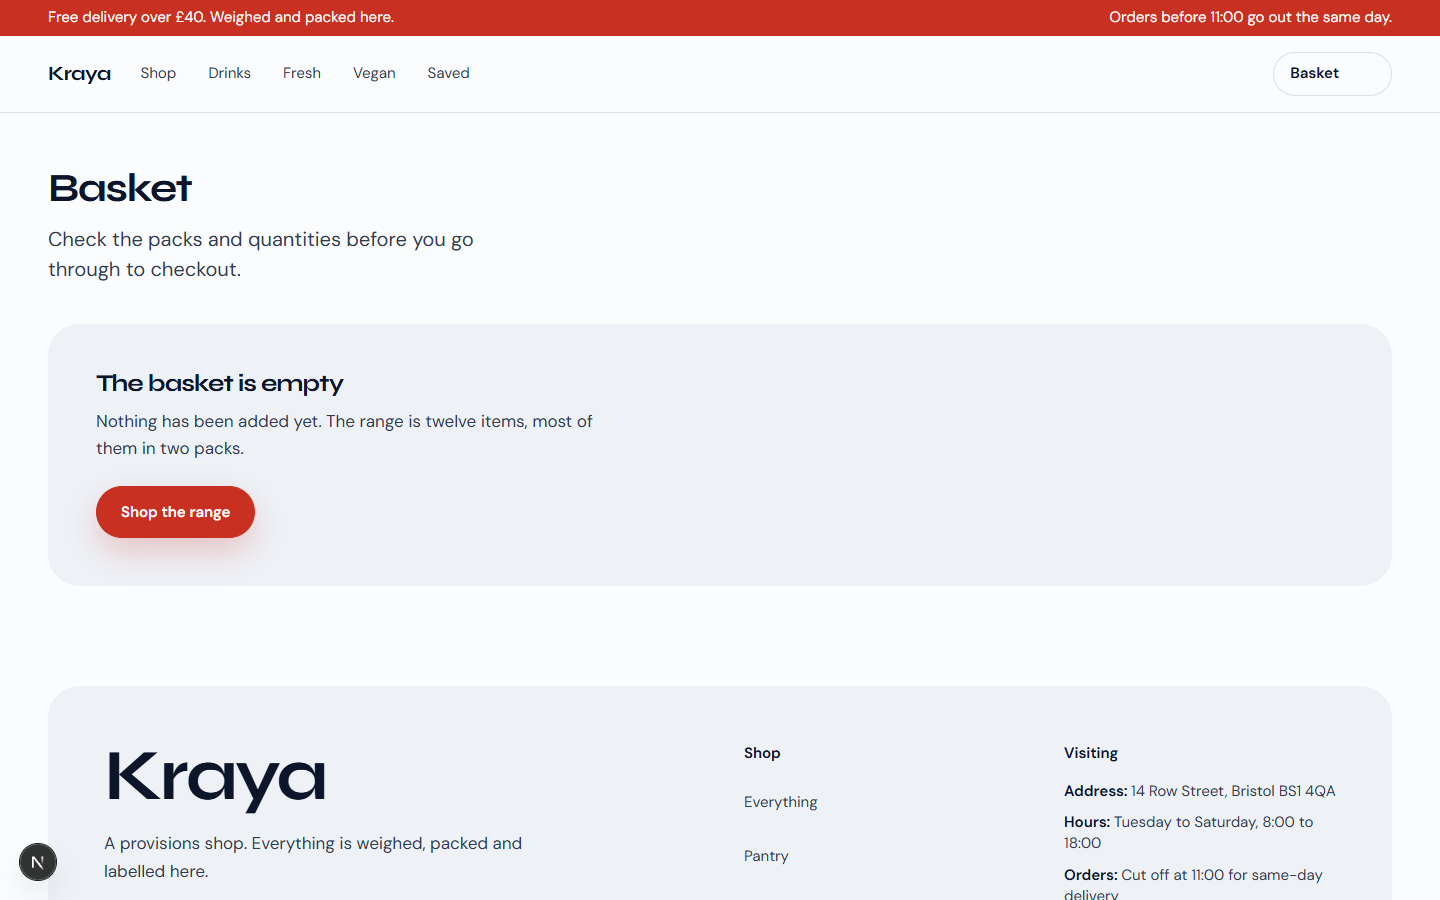 Free delivery over £40. Weighed and packed here.
Orders before 11:00 go out the same day.
Kraya
Shop
Drinks
Fresh
Vegan
Saved
Basket
Basket
Check the packs and quantities before you go
through to checkout.
The basket is empty
Nothing has been added yet. The range is twelve items, most of
them in two packs.
Shop the range
Kraya
A provisions shop. Everything is weighed, packed and
labelled here.
Shop
Everything
Pantry
Visiting
Address: 14 Row Street, Bristol BS1 4QA
Hours: Tuesday to Saturday, 8:00 to
18:00
Orders: Cut off at 11:00 for same-day
delivery
N